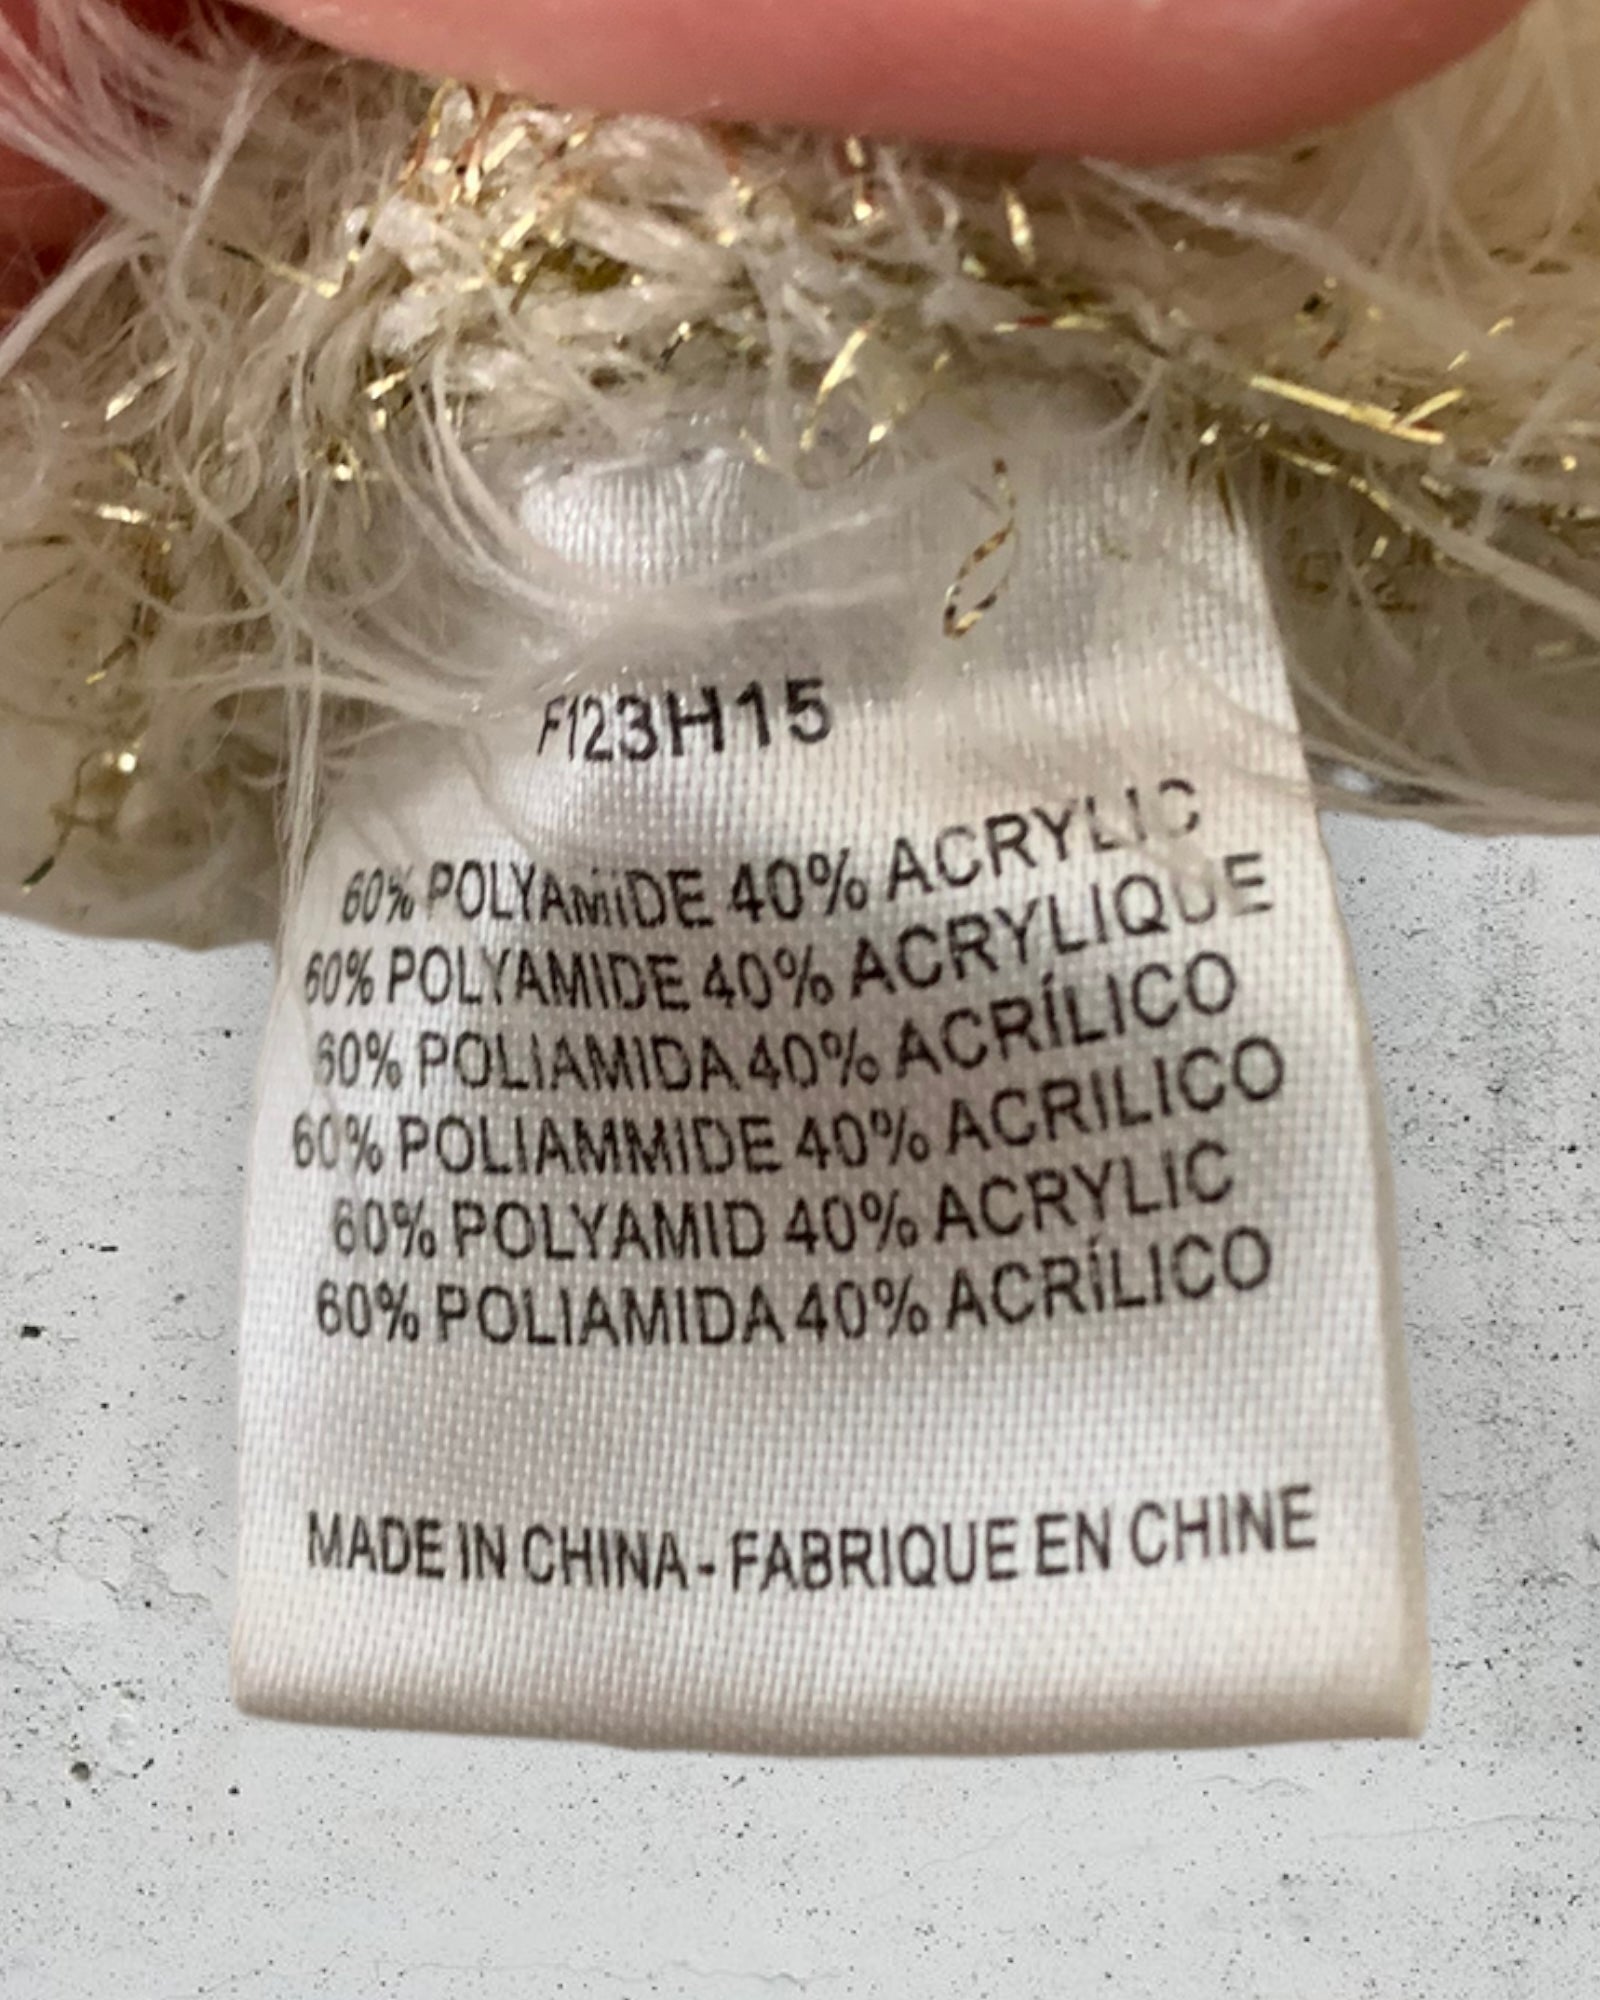 F123H15
60% POLYAMiDE 40% ACRYLIC
60% POLYAMIDE 40% ACRYLIQUE
60% POLIAMIDA 40% ACRÍLICO
60% POLIAMMIDE 40% ACRILICO
60% POLYAMID 40% ACRYLIC
60% POLIAMIDA 40% ACRÍLICO
MADE IN CHINA - FABRIQUE EN CHINE